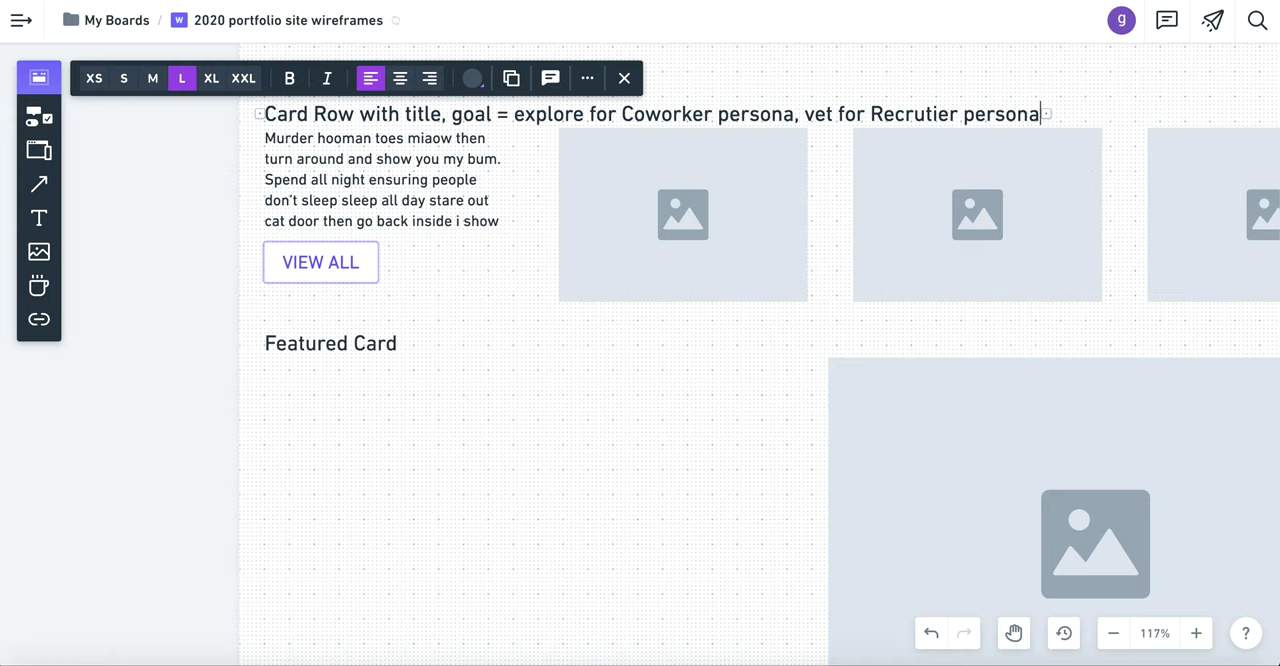 My Boards / W 2020 portfolio site wireframes
g
XS S M L XL XXL B I
Card Row with title, goal = explore for Coworker persona, vet for Recrutier persona
Murder hooman toes miaow then
turn around and show you my bum.
Spend all night ensuring people
don't sleep sleep all day stare out
cat door then go back inside i show
VIEW ALL
Featured Card
T
117%
?